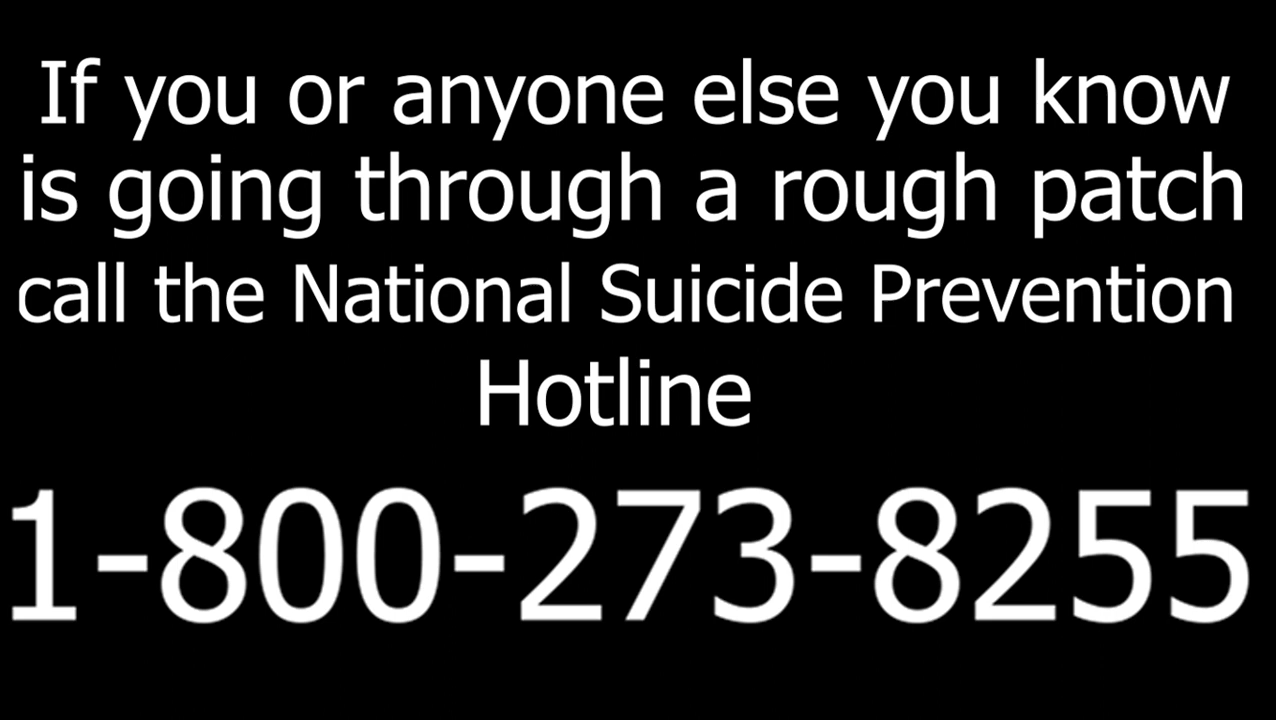 If you or anyone else you know
is going through a rough patch
call the National Suicide Prevention
Hotline
1-800-273-8255